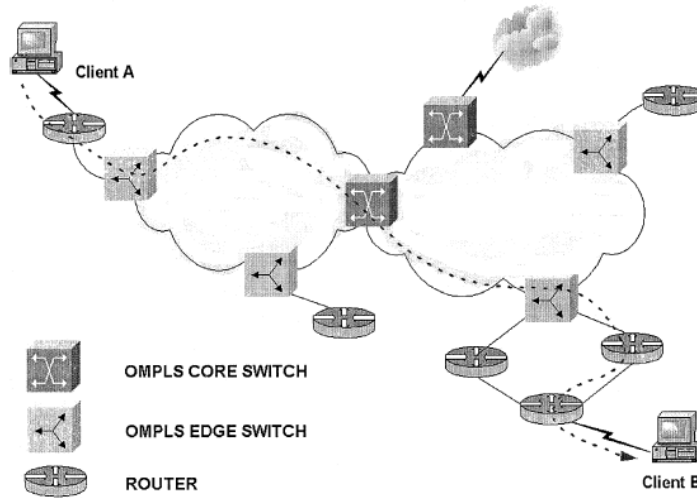 Client A
OMPLS CORE SWITCH
OMPLS EDGE SWITCH
ROUTER
Client B